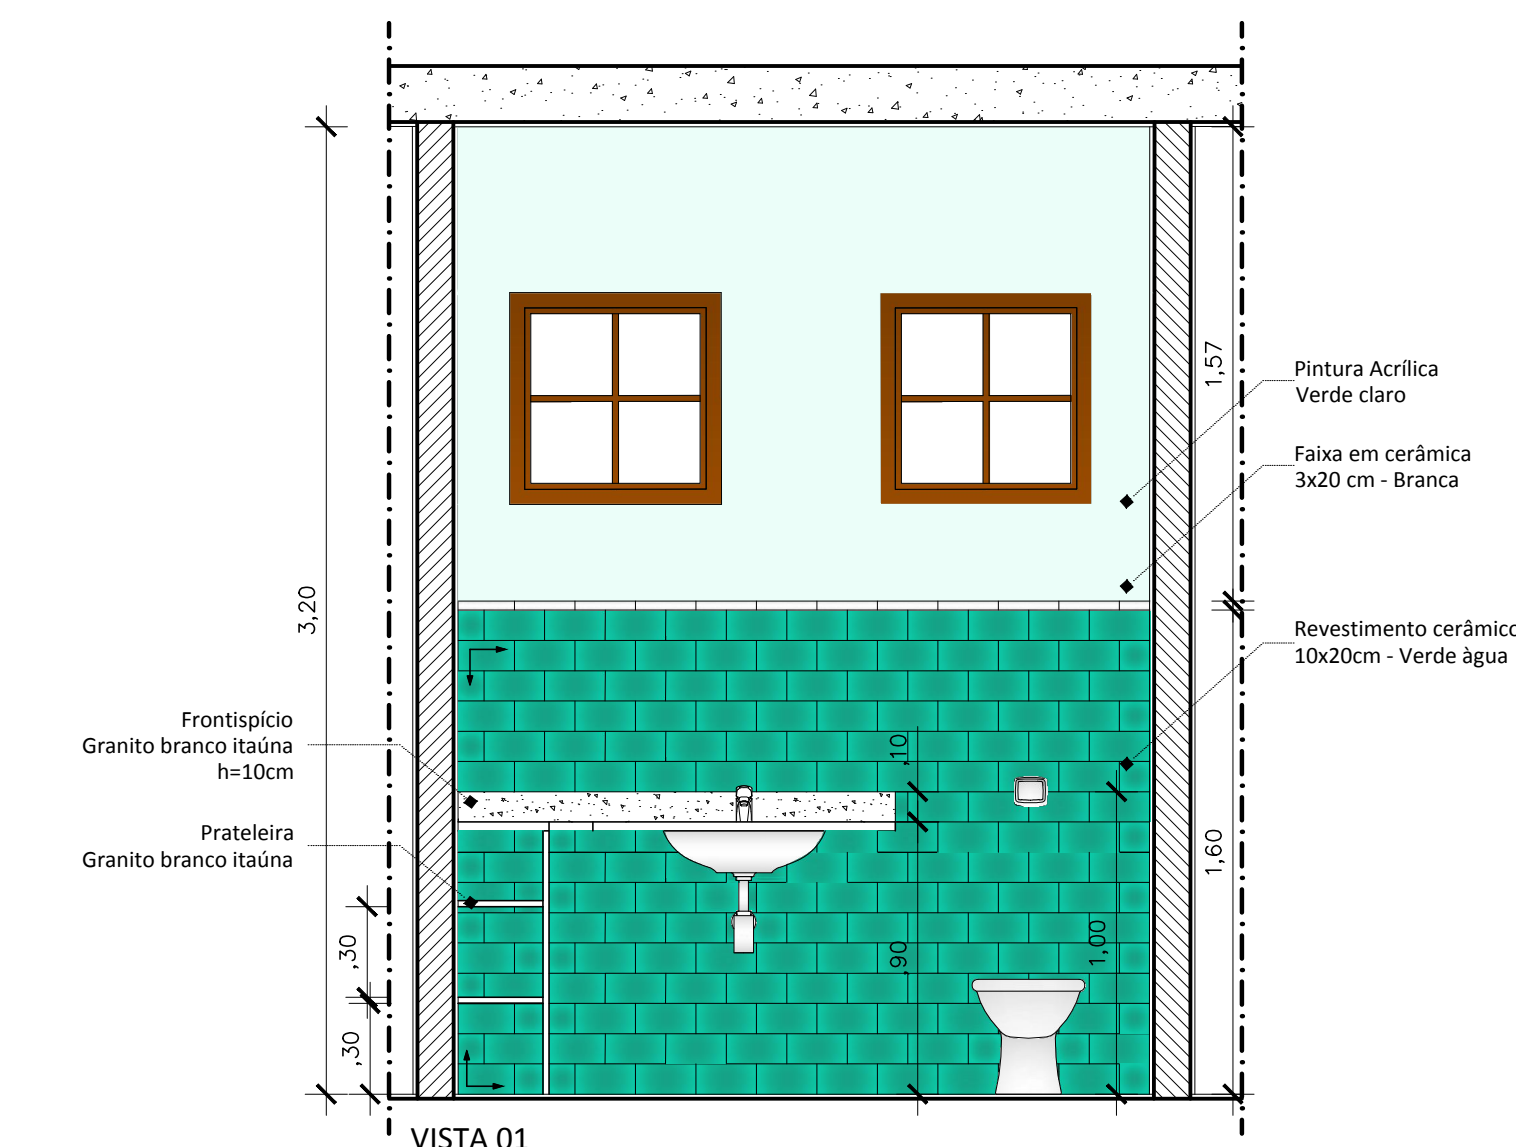 1,57
Pintura Acrílica
Verde claro
Faixa em cerâmica
3x20 cm - Branca
3,20
Revestimento cerâmico
10x20cm - Verde àgua
Frontispício
Granito branco itaúna
h=10cm
,10
Prateleira
Granito branco itaúna
1,60
,30
,90
1,00
,30
VISTA 01